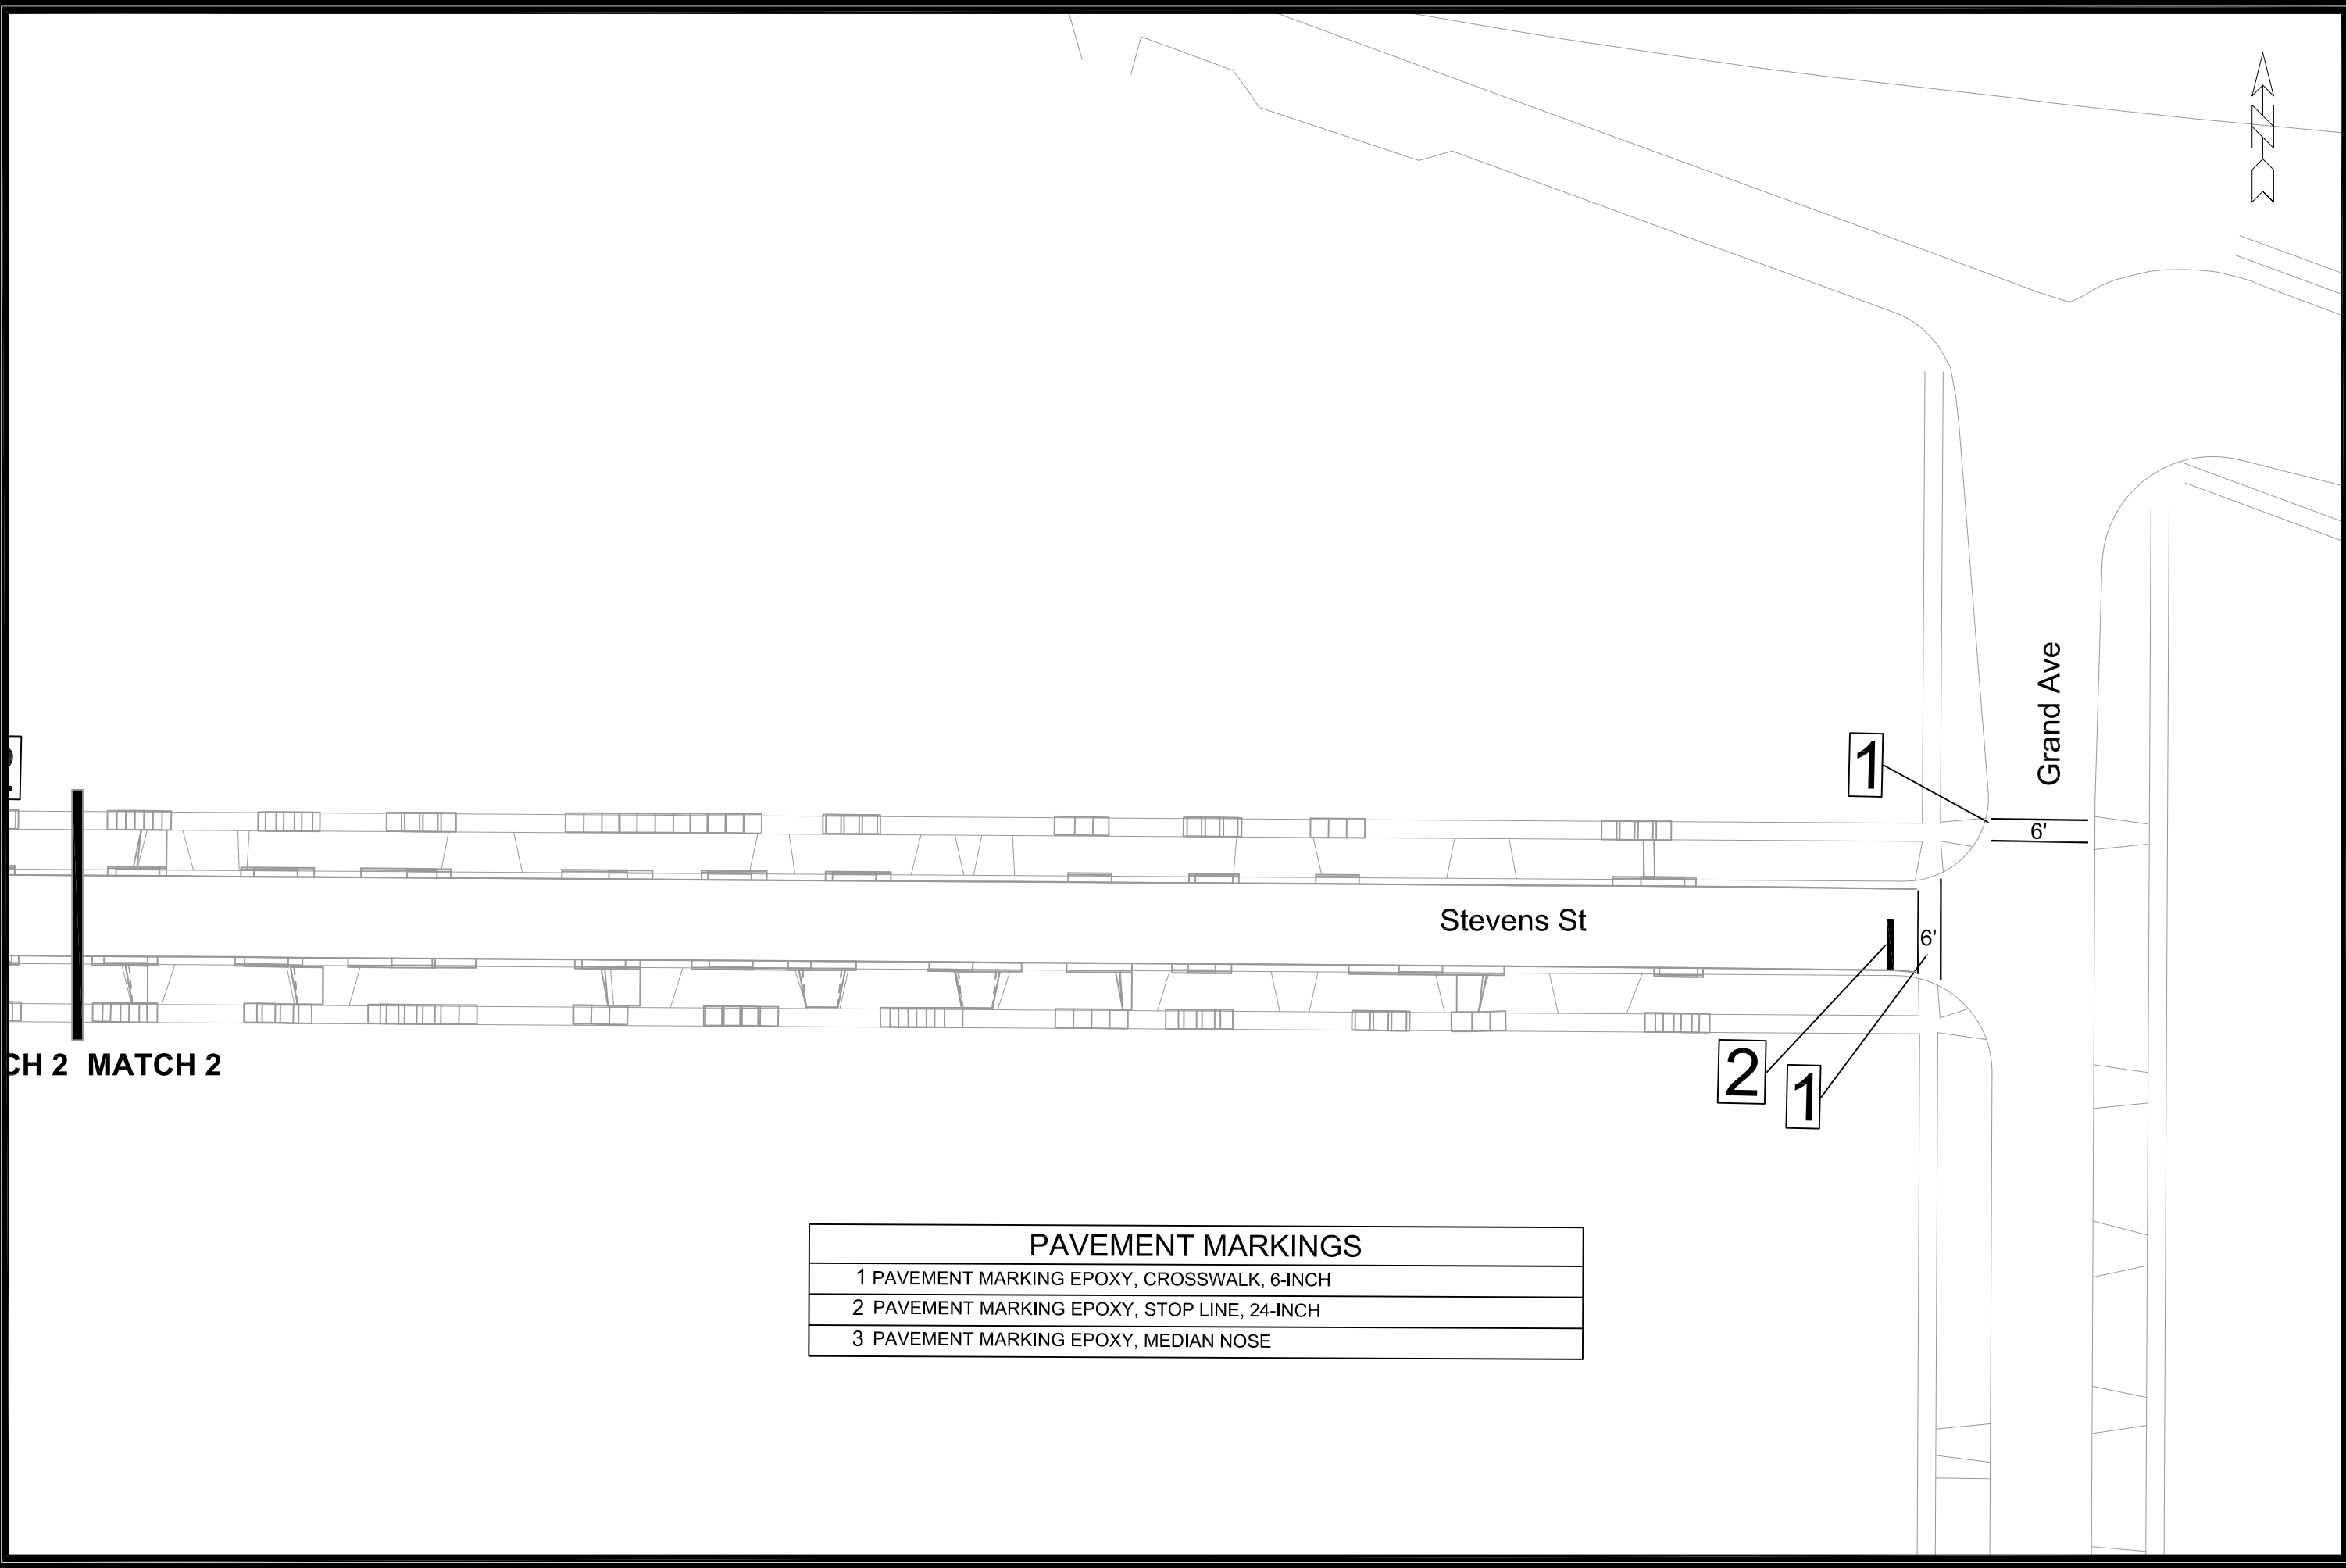 N
Grand Ave
1
6'
Stevens St
6'
CH 2 MATCH 2
2
1
PAVEMENT MARKINGS
1 PAVEMENT MARKING EPOXY, CROSSWALK, 6-INCH
2 PAVEMENT MARKING EPOXY, STOP LINE, 24-INCH
3 PAVEMENT MARKING EPOXY, MEDIAN NOSE